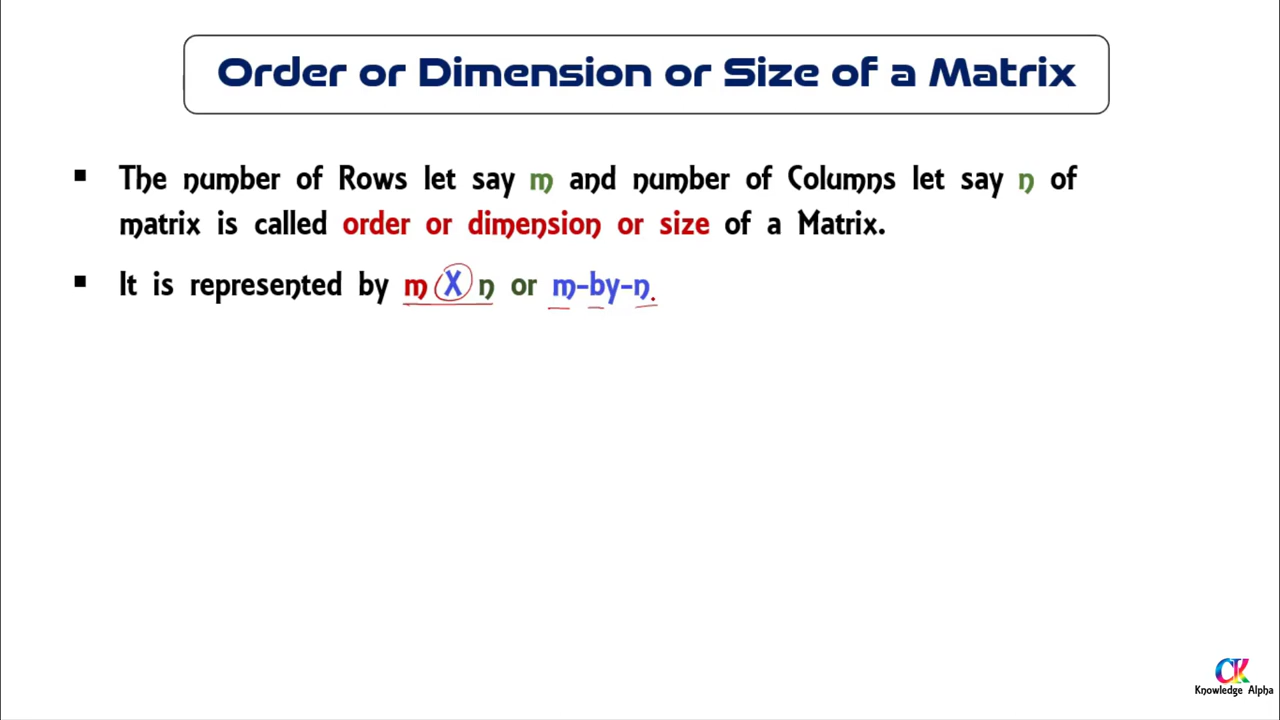 Order or Dimension or Size of a Matrix
▪ The number of Rows let say m and number of Columns let say n of
matrix is called order or dimension or size of a Matrix.
▪ It is represented by m X n or m-by-n.
CK
Knowledge Alpha